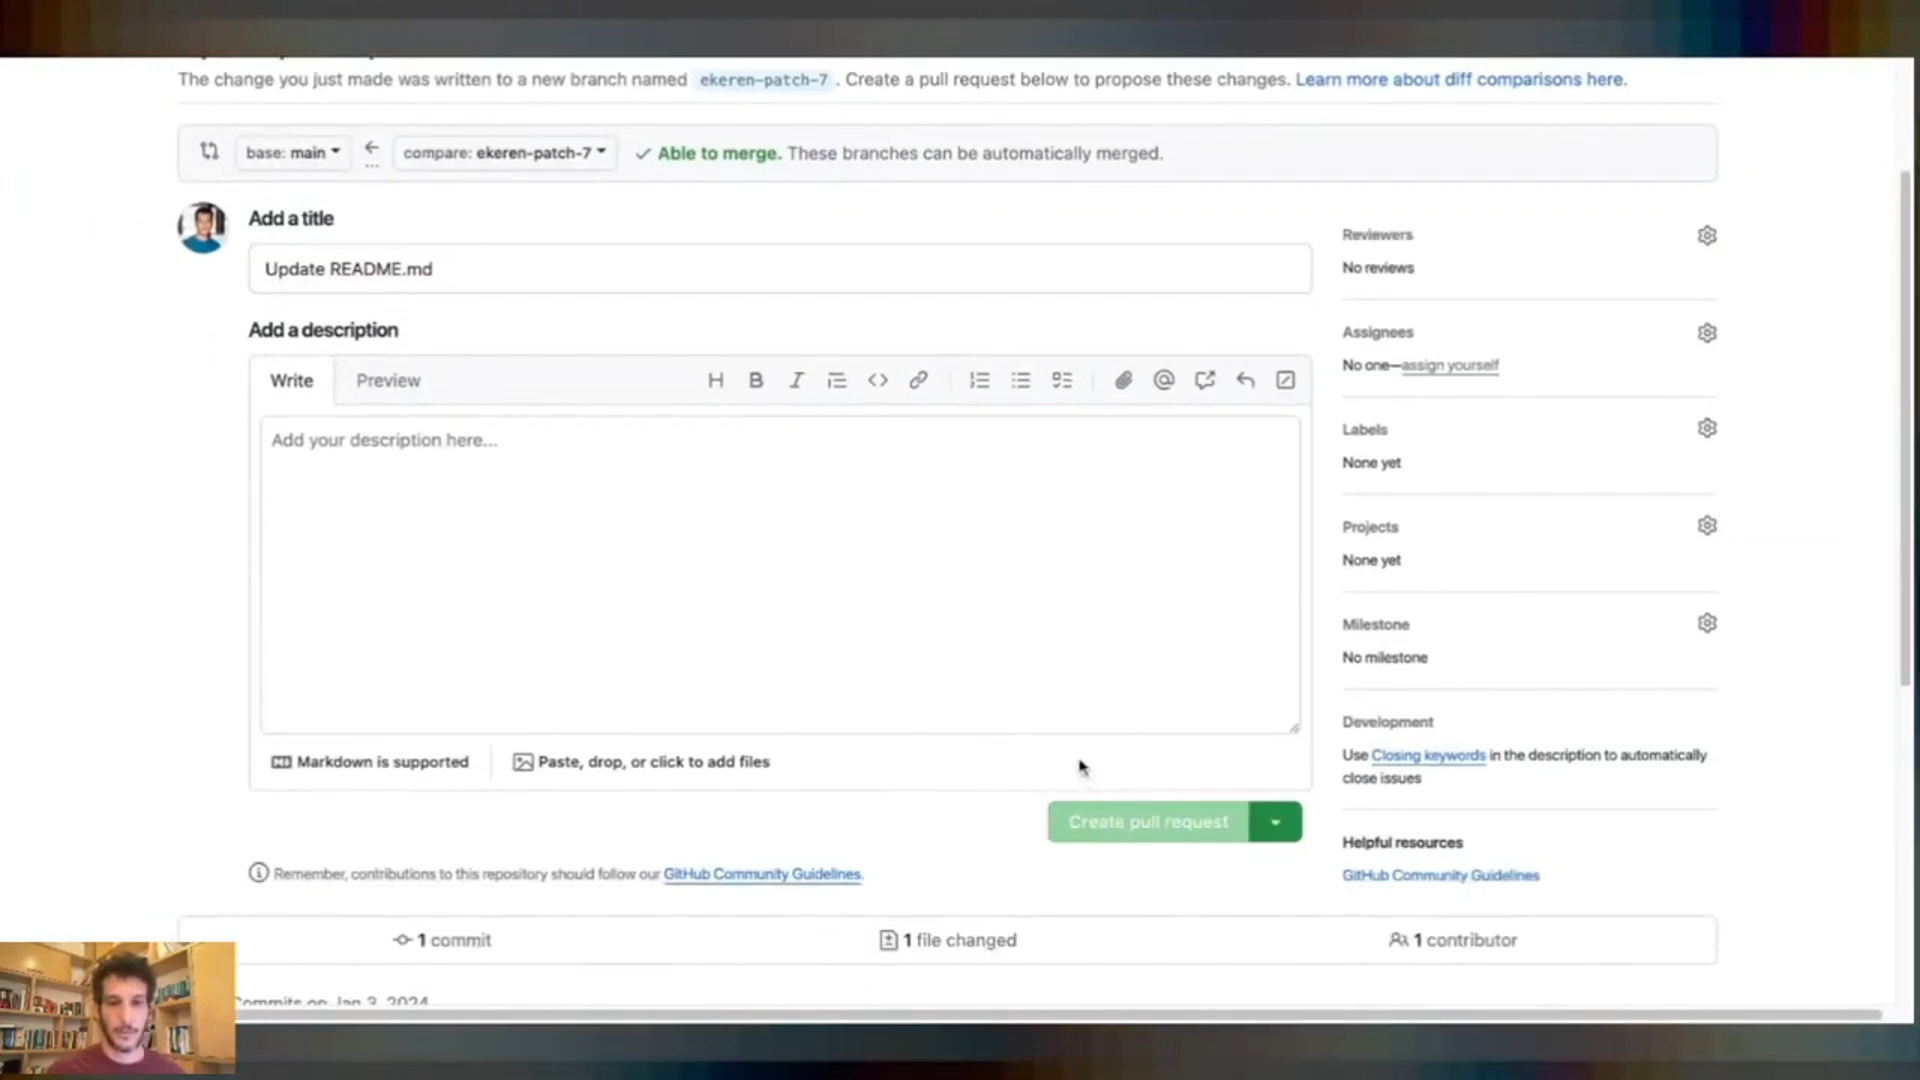 The change you just made was written to a new branch named ekeren-patch-7 . Create a pull request below to propose these changes. Learn more about diff comparisons here.
base: main
compare: ekeren-patch-7
Able to merge. These branches can be automatically merged.
Add a title
Update README.md
Add a description
Write
Preview
H B I
Add your description here...
Markdown is supported
Paste, drop, or click to add files
Create pull request
Remember, contributions to this repository should follow our GitHub Community Guidelines.
Reviewers
No reviews
Assignees
No one—assign yourself
Labels
None yet
Projects
None yet
Milestone
No milestone
Development
Use Closing keywords in the description to automatically
close issues
Helpful resources
GitHub Community Guidelines
1 commit
1 file changed
1 contributor
Commits on Jan 3, 2024